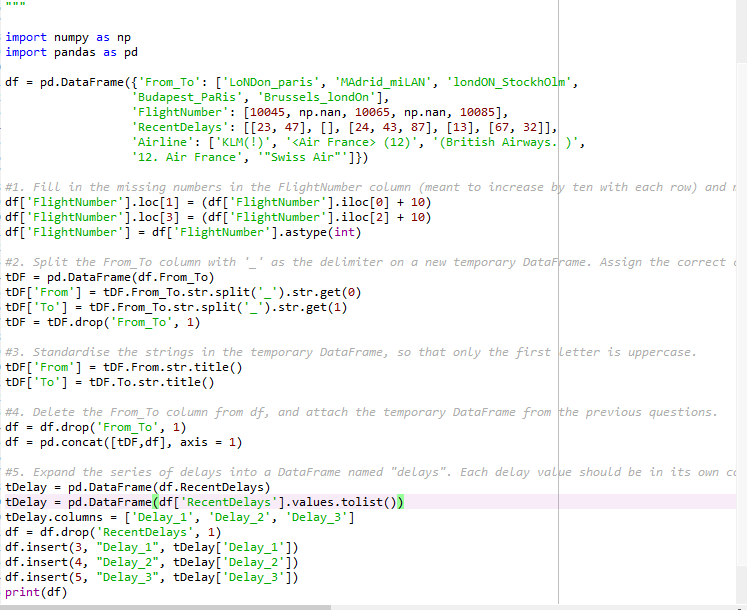 """
import numpy as np
import pandas as pd
df = pd.DataFrame({'From_To': ['LoNDon_paris', 'MAdrid_miLAN', 'londON_StockhOlm',
'Budapest_PaRis', 'Brussels_londOn'],
'FlightNumber': [10045, np.nan, 10065, np.nan, 10085],
'RecentDelays': [[23, 47], [], [24, 43, 87], [13], [67, 32]],
'Airline': ['KLM(!)', '<Air France> (12)', '(British Airways. )',
'12. Air France', '"Swiss Air"']})
#1. Fill in the missing numbers in the FlightNumber column (meant to increase by ten with each row) and
df['FlightNumber'].loc[1] = (df['FlightNumber'].iloc[0] + 10)
df['FlightNumber'].loc[3] = (df['FlightNumber'].iloc[2] + 10)
df['FlightNumber'] = df['FlightNumber'].astype(int)
#2. Split the From_To column with '_' as the delimiter on a new temporary DataFrame. Assign the correct
tDF = pd.DataFrame(df.From_To)
tDF['From'] = tDF.From_To.str.split('_').str.get(0)
tDF['To'] = tDF.From_To.str.split('_').str.get(1)
tDF = tDF.drop('From_To', 1)
#3. Standardise the strings in the temporary DataFrame, so that only the first letter is uppercase.
tDF['From'] = tDF.From.str.title()
tDF['To'] = tDF.To.str.title()
#4. Delete the From_To column from df, and attach the temporary DataFrame from the previous questions.
df = df.drop('From_To', 1)
df = pd.concat([tDF,df], axis = 1)
#5. Expand the series of delays into a DataFrame named "delays". Each delay value should be in its own
tDelay = pd.DataFrame(df.RecentDelays)
tDelay = pd.DataFrame(df['RecentDelays'].values.tolist())
tDelay.columns = ['Delay_1', 'Delay_2', 'Delay_3']
df = df.drop('RecentDelays', 1)
df.insert(3, "Delay_1", tDelay['Delay_1'])
df.insert(4, "Delay_2", tDelay['Delay_2'])
df.insert(5, "Delay_3", tDelay['Delay_3'])
print(df)